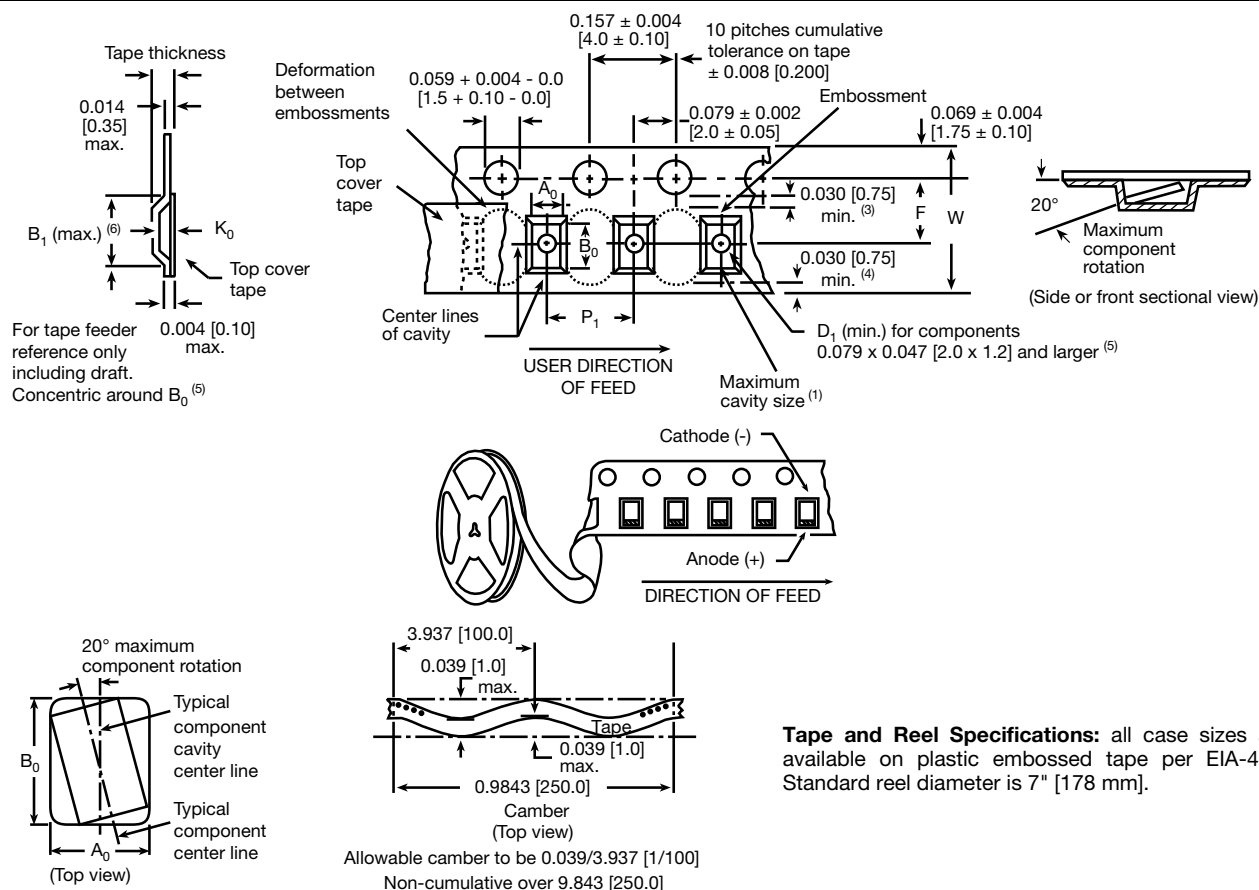 Tape thickness
0.014
[0.35]
max.
B1 (max.) (6)
K0
Top cover
tape
For tape feeder
reference only
including draft.
Concentric around B0 (5)
0.004 [0.10]
max.
Deformation
between
embossments
Top
cover
tape
0.059 + 0.004 - 0.0
[1.5 + 0.10 - 0.0]
0.157 ± 0.004
[4.0 ± 0.10]
10 pitches cumulative
tolerance on tape
± 0.008 [0.200]
0.079 ± 0.002
[2.0 ± 0.05]
Embossment
0.069 ± 0.004
[1.75 ± 0.10]
A0
B0
0.030 [0.75]
min. (3)
F
W
0.030 [0.75]
min. (4)
Center lines
of cavity
P1
USER DIRECTION
OF FEED
D1 (min.) for components
0.079 x 0.047 [2.0 x 1.2] and larger (5)
Maximum
cavity size (1)
20°
Maximum
component
rotation
(Side or front sectional view)
Cathode (-)
Anode (+)
DIRECTION OF FEED
20° maximum
component rotation
Typical
component
cavity
center line
B0
Typical
component
center line
A0
(Top view)
3.937 [100.0]
0.039 [1.0]
max.
Tape
0.039 [1.0]
max.
0.9843 [250.0]
Camber
(Top view)
Allowable camber to be 0.039/3.937 [1/100]
Non-cumulative over 9.843 [250.0]
Tape and Reel Specifications: all case sizes
available on plastic embossed tape per EIA-4
Standard reel diameter is 7" [178 mm].